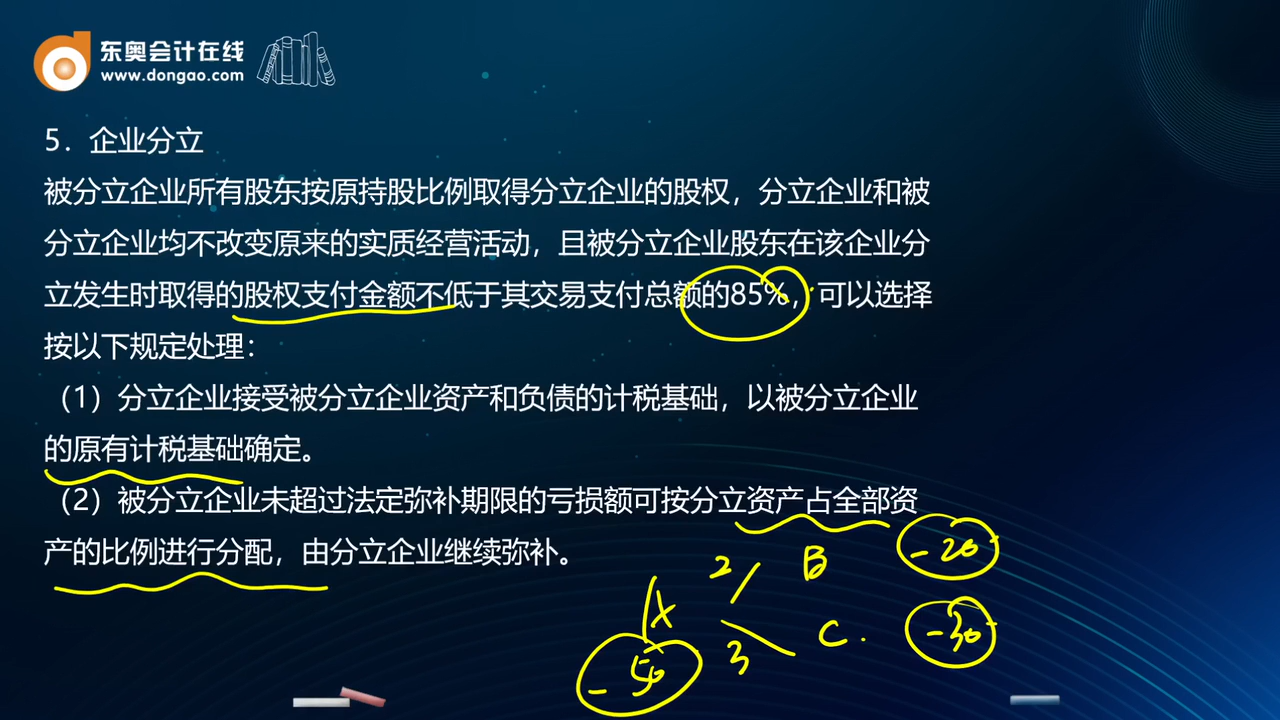 东奥会计在线
www.dongao.com
5．企业分立
被分立企业所有股东按原持股比例取得分立企业的股权，分立企业和被
分立企业均不改变原来的实质经营活动，且被分立企业股东在该企业分
立发生时取得的股权支付金额不低于其交易支付总额的85%，可以选择
按以下规定处理：
（1）分立企业接受被分立企业资产和负债的计税基础，以被分立企业
的原有计税基础确定。
（2）被分立企业未超过法定弥补期限的亏损额可按分立资产占全部资
产的比例进行分配，由分立企业继续弥补。
2 B -20
A
3 C. -30
-50